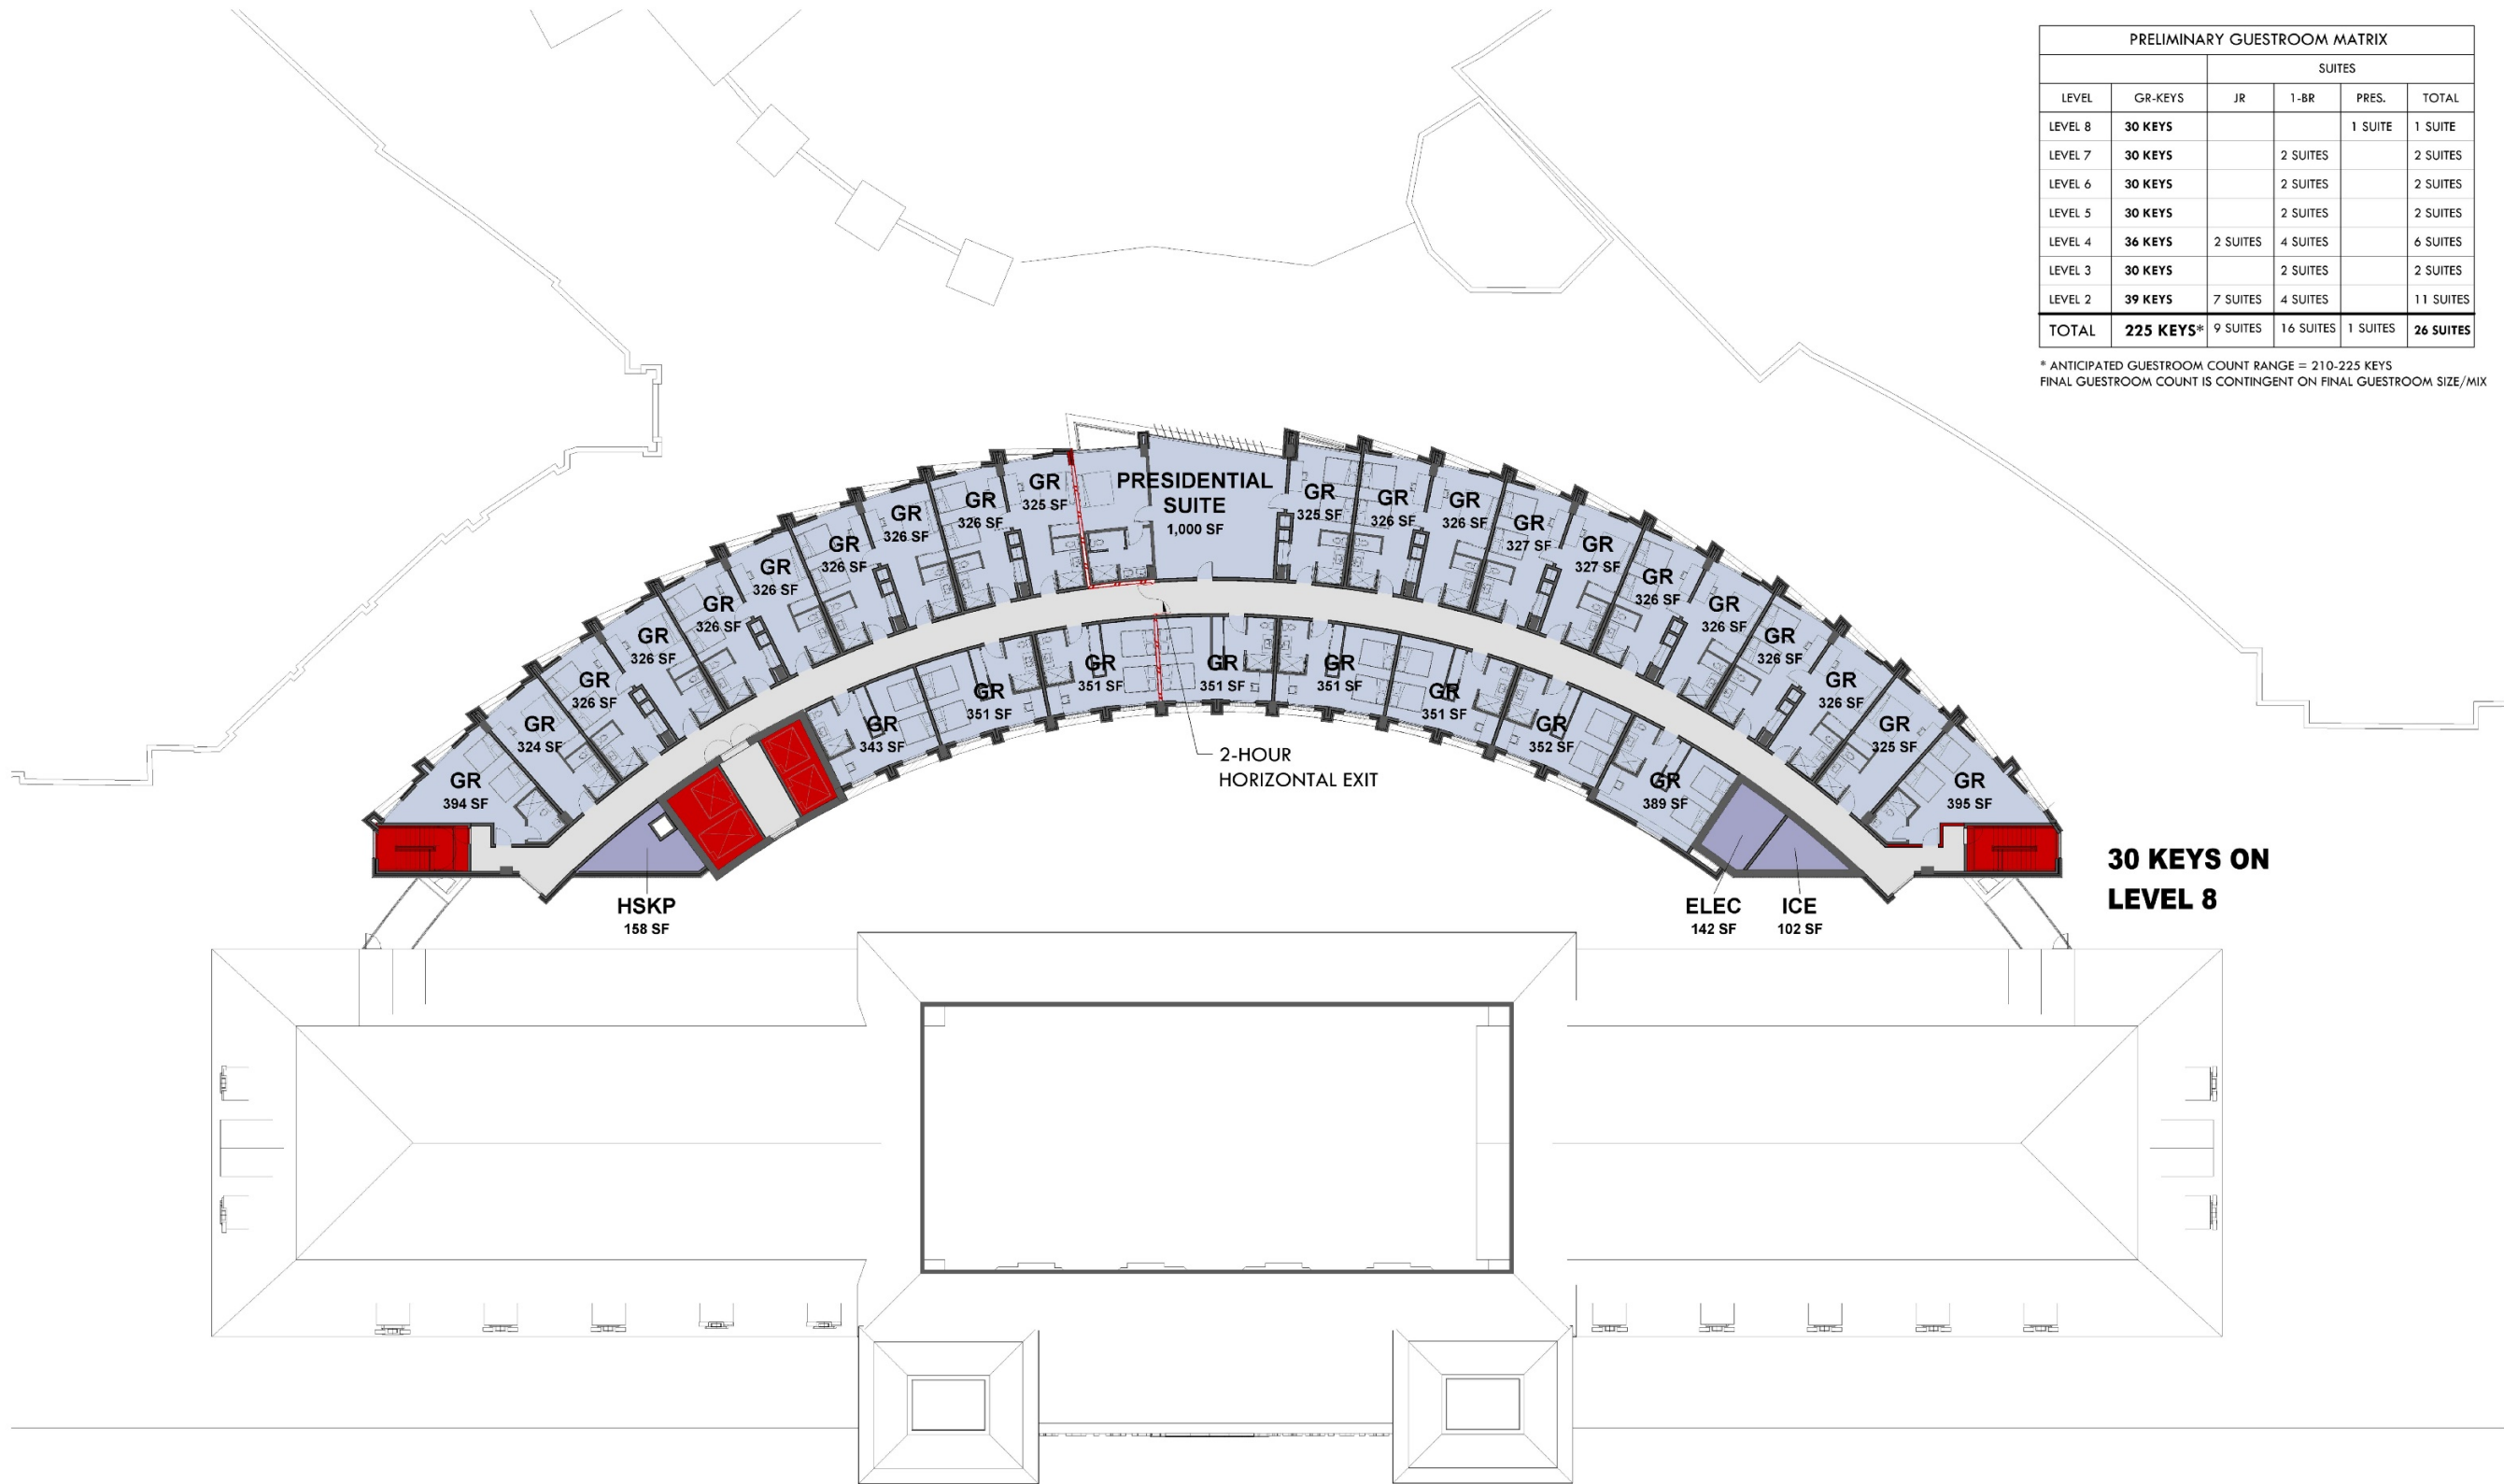 PRELIMINARY GUESTROOM MATRIX
SUITES
LEVEL GR-KEYS JR 1-BR PRES. TOTAL
LEVEL 8 30 KEYS 1 SUITE 1 SUITE
LEVEL 7 30 KEYS 2 SUITES 2 SUITES
LEVEL 6 30 KEYS 2 SUITES 2 SUITES
LEVEL 5 30 KEYS 2 SUITES 2 SUITES
LEVEL 4 36 KEYS 2 SUITES 4 SUITES 6 SUITES
LEVEL 3 30 KEYS 2 SUITES 2 SUITES
LEVEL 2 39 KEYS 7 SUITES 4 SUITES 11 SUITES
TOTAL 225 KEYS* 9 SUITES 16 SUITES 1 SUITES 26 SUITES
* ANTICIPATED GUESTROOM COUNT RANGE = 210-225 KEYS
FINAL GUESTROOM COUNT IS CONTINGENT ON FINAL GUESTROOM SIZE/MIX
GR
394 SF
GR
324 SF
GR
326 SF
GR
326 SF
GR
326 SF
GR
326 SF
GR
326 SF
GR
326 SF
GR
326 SF
GR
325 SF
PRESIDENTIAL
SUITE
1,000 SF
GR
325 SF
GR
326 SF
GR
326 SF
GR
327 SF
GR
327 SF
GR
326 SF
GR
326 SF
GR
326 SF
GR
326 SF
GR
325 SF
GR
395 SF
GR
343 SF
GR
351 SF
GR
351 SF
GR
351 SF
GR
351 SF
GR
351 SF
GR
352 SF
GR
389 SF
2-HOUR
HORIZONTAL EXIT
HSKP
158 SF
ELEC
142 SF
ICE
102 SF
30 KEYS ON
LEVEL 8